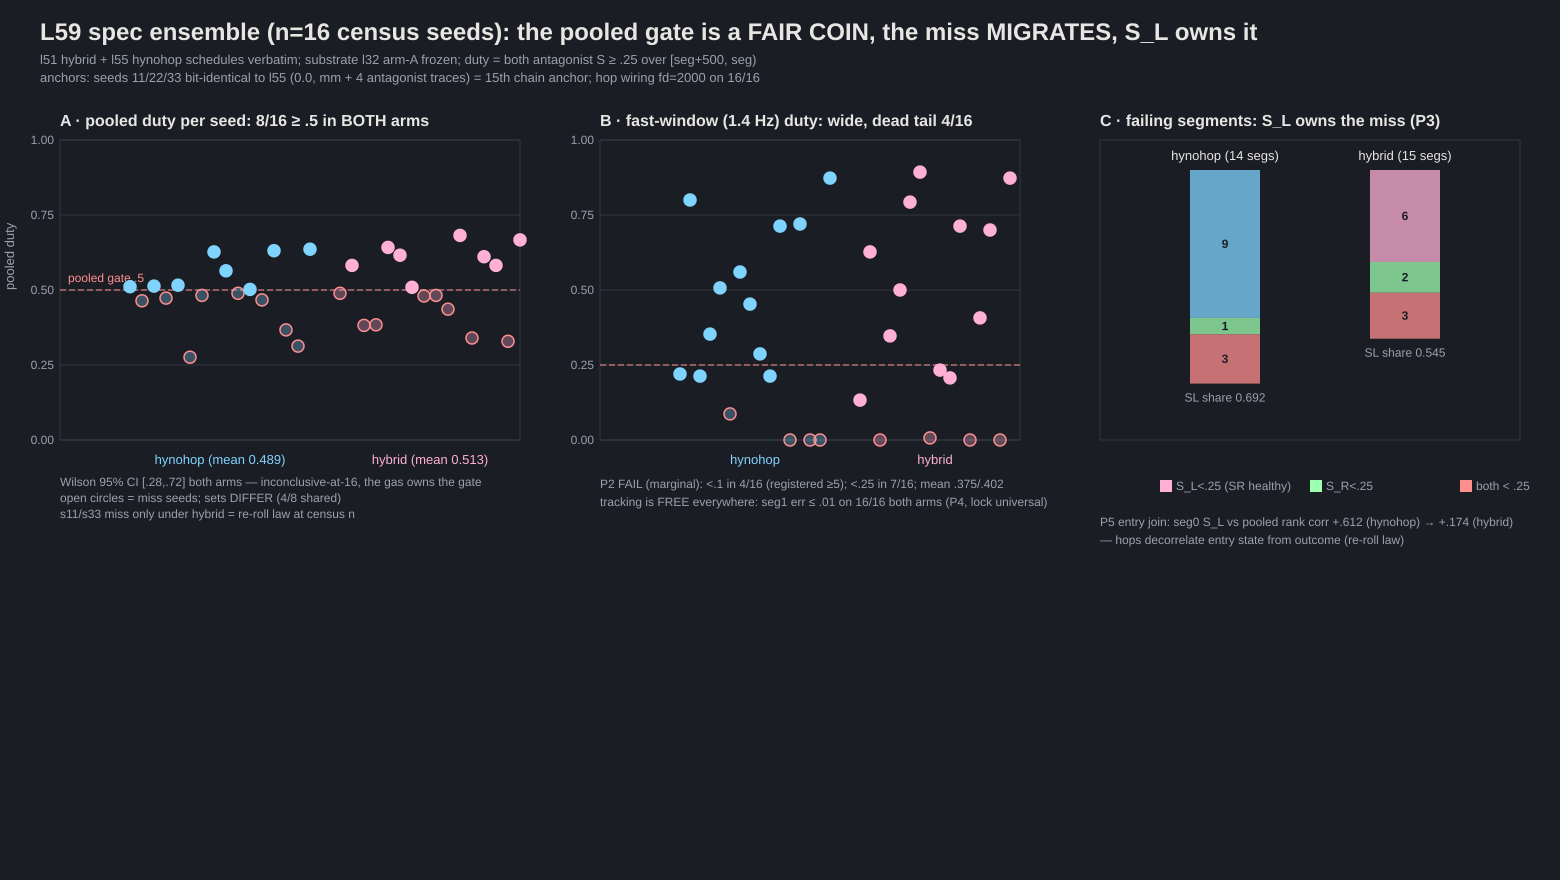 L59 spec ensemble (n=16 census seeds): the pooled gate is a FAIR COIN, the miss MIGRATES, S_L owns it
l51 hybrid + l55 hynohop schedules verbatim; substrate l32 arm-A frozen; duty = both antagonist S ≥ .25 over [seg+500, seg)
anchors: seeds 11/22/33 bit-identical to l55 (0.0, mm + 4 antagonist traces) = 15th chain anchor; hop wiring fd=2000 on 16/16
A · pooled duty per seed: 8/16 ≥ .5 in BOTH arms
1.00
0.75
0.50
0.25
0.00
pooled duty
pooled gate .5
hynohop (mean 0.489)
hybrid (mean 0.513)
Wilson 95% CI [.28,.72] both arms — inconclusive-at-16, the gas owns the gate
open circles = miss seeds; sets DIFFER (4/8 shared)
s11/s33 miss only under hybrid = re-roll law at census n
B · fast-window (1.4 Hz) duty: wide, dead tail 4/16
1.00
0.75
0.50
0.25
0.00
hynohop
hybrid
P2 FAIL (marginal): <.1 in 4/16 (registered ≥5); <.25 in 7/16; mean .375/.402
tracking is FREE everywhere: seg1 err ≤ .01 on 16/16 both arms (P4, lock universal)
C · failing segments: S_L owns the miss (P3)
hynohop (14 segs)
hybrid (15 segs)
9
1
3
SL share 0.692
6
2
3
SL share 0.545
S_L<.25 (SR healthy)
S_R<.25
both < .25
P5 entry join: seg0 S_L vs pooled rank corr +.612 (hynohop) → +.174 (hybrid)
— hops decorrelate entry state from outcome (re-roll law)